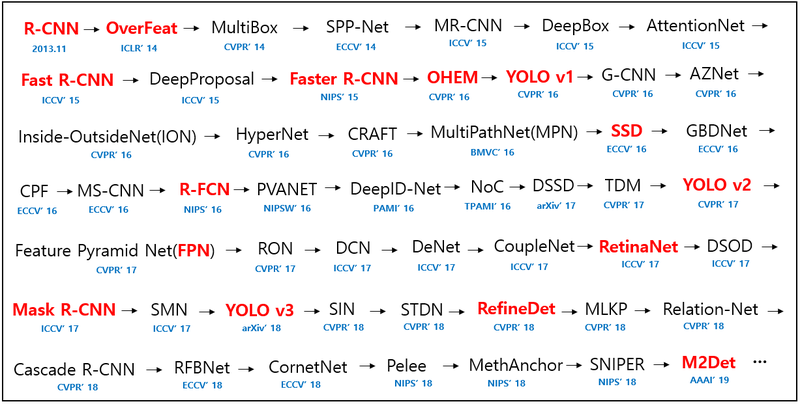 R-CNN → OverFeat → MultiBox → SPP-Net → MR-CNN → DeepBox → AttentionNet →
2013.11 ICLR' 14 CVPR' 14 ECCV' 14 ICCV' 15 ICCV' 15 ICCV' 15
Fast R-CNN → DeepProposal → Faster R-CNN → OHEM → YOLO v1 → G-CNN → AZNet →
ICCV' 15 ICCV' 15 NIPS' 15 CVPR' 16 CVPR' 16 CVPR' 16 CVPR' 16
Inside-OutsideNet(ION) → HyperNet → CRAFT → MultiPathNet(MPN) → SSD → GBDNet →
CVPR' 16 CVPR' 16 CVPR' 16 BMVC' 16 ECCV' 16 ECCV' 16
CPF → MS-CNN → R-FCN → PVANET → DeepID-Net → NoC → DSSD → TDM → YOLO v2 →
ECCV' 16 ECCV' 16 NIPS' 16 NIPSW' 16 PAMI' 16 TPAMI' 16 arXiv' 17 CVPR' 17 CVPR' 17
Feature Pyramid Net(FPN) → RON → DCN → DeNet → CoupleNet → RetinaNet → DSOD →
CVPR' 17 CVPR' 17 ICCV' 17 ICCV' 17 ICCV' 17 ICCV' 17 ICCV' 17
Mask R-CNN → SMN → YOLO v3 → SIN → STDN → RefineDet → MLKP → Relation-Net →
ICCV' 17 ICCV' 17 arXiv' 18 CVPR' 18 CVPR' 18 CVPR' 18 CVPR' 18 CVPR' 18
Cascade R-CNN → RFBNet → CornetNet → Pelee → MethAnchor → SNIPER → M2Det ⋯
CVPR' 18 ECCV' 18 ECCV' 18 NIPS' 18 NIPS' 18 NIPS' 18 AAAI' 19